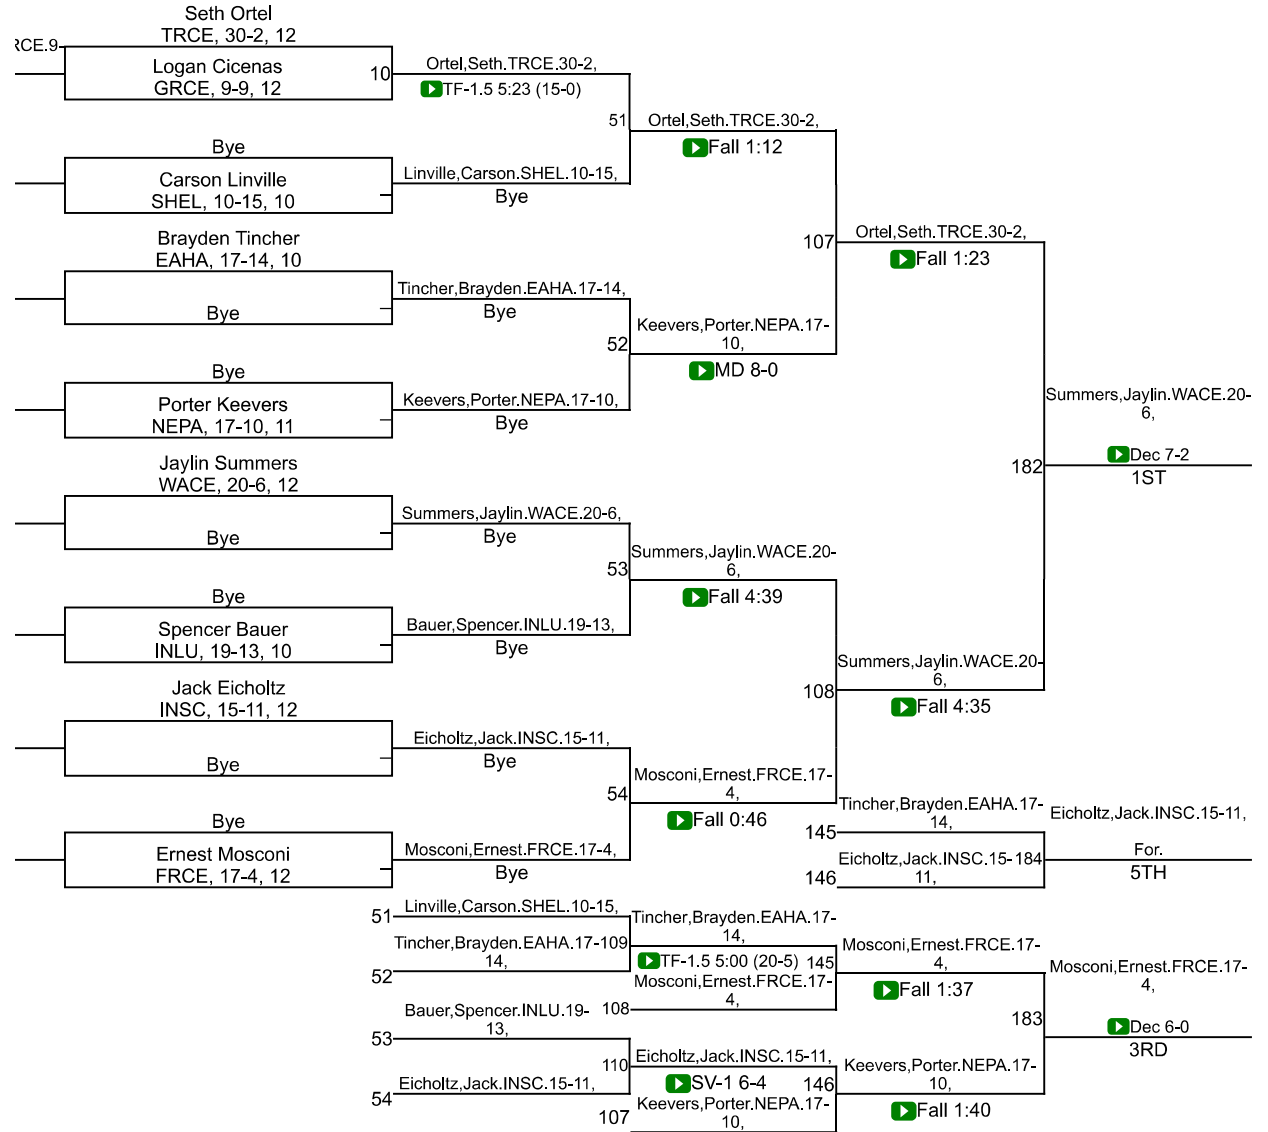 Seth Ortel
TRCE, 30-2, 12
RCE.9-
Logan Cicenas
GRCE, 9-9, 12
10
Ortel,Seth.TRCE.30-2,
TF-1.5 5:23 (15-0)
51
Ortel,Seth.TRCE.30-2,
Fall 1:12
Bye
Carson Linville
SHEL, 10-15, 10
Linville,Carson.SHEL.10-15,
Bye
Brayden Tincher
EAHA, 17-14, 10
Bye
Tincher,Brayden.EAHA.17-14,
Bye
107
Ortel,Seth.TRCE.30-2,
Fall 1:23
52
Keevers,Porter.NEPA.17-
10,
MD 8-0
Bye
Porter Keevers
NEPA, 17-10, 11
Keevers,Porter.NEPA.17-10,
Bye
Jaylin Summers
WACE, 20-6, 12
Bye
Summers,Jaylin.WACE.20-6,
Bye
182
Summers,Jaylin.WACE.20-
6,
Dec 7-2
1ST
53
Summers,Jaylin.WACE.20-
6,
Fall 4:39
Bye
Spencer Bauer
INLU, 19-13, 10
Bauer,Spencer.INLU.19-13,
Bye
108
Summers,Jaylin.WACE.20-
6,
Fall 4:35
Jack Eicholtz
INSC, 15-11, 12
Bye
Eicholtz,Jack.INSC.15-11,
Bye
54
Mosconi,Ernest.FRCE.17-
4,
Fall 0:46
Bye
Ernest Mosconi
FRCE, 17-4, 12
Mosconi,Ernest.FRCE.17-4,
Bye
145
Tincher,Brayden.EAHA.17-
14,
146
Eicholtz,Jack.INSC.15-
11,
184
Eicholtz,Jack.INSC.15-11,
For.
5TH
51
Linville,Carson.SHEL.10-15,
52
Tincher,Brayden.EAHA.17-
14,
109
Tincher,Brayden.EAHA.17-
14,
TF-1.5 5:00 (20-5)
108
Mosconi,Ernest.FRCE.17-
4,
145
Mosconi,Ernest.FRCE.17-
4,
Fall 1:37
53
Bauer,Spencer.INLU.19-
13,
54
Eicholtz,Jack.INSC.15-11,
110
Eicholtz,Jack.INSC.15-11,
SV-1 6-4
107
Keevers,Porter.NEPA.17-
10,
146
Keevers,Porter.NEPA.17-
10,
Fall 1:40
183
Mosconi,Ernest.FRCE.17-
4,
Dec 6-0
3RD